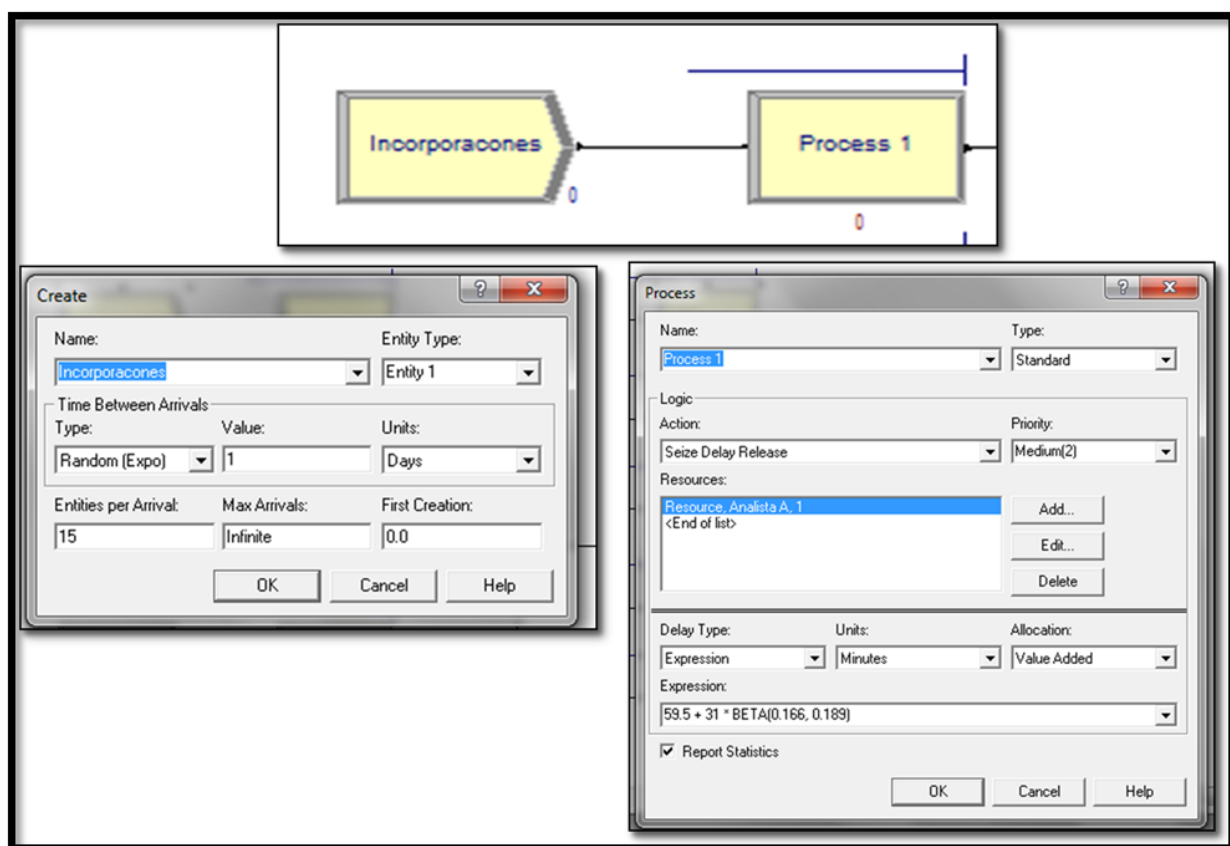 Incorporacones
Process 1
0
0
Create
Name:
Entity Type:
Incorporacones
Entity 1
Time Between Arrivals
Type:
Value:
Units:
Random (Expo)
1
Days
Entities per Arrival:
Max Arrivals:
First Creation:
15
Infinite
0.0
OK
Cancel
Help
Process
Name:
Type:
Process 1
Standard
Logic
Action:
Priority:
Seize Delay Release
Medium(2)
Resources:
Resource, Analista A, 1
<End of list>
Add...
Edit...
Delete
Delay Type:
Units:
Allocation:
Expression
Minutes
Value Added
Expression:
59.5 + 31 * BETA(0.166, 0.189)
Report Statistics
OK
Cancel
Help